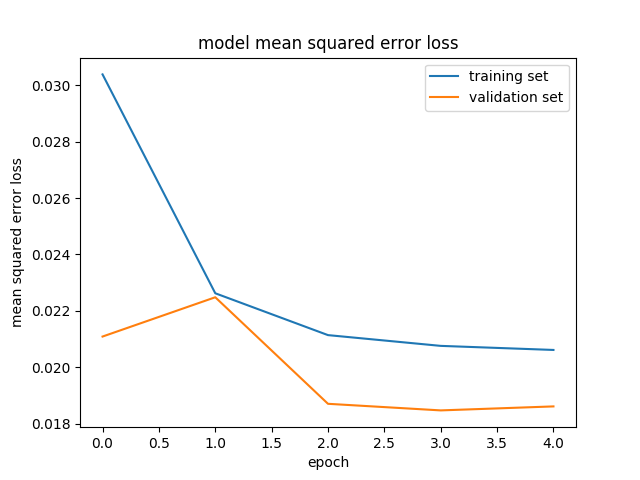 model mean squared error loss
training set
validation set
0.030
0.028
0.026
0.024
0.022
0.020
0.018
mean squared error loss
0.0 0.5 1.0 1.5 2.0 2.5 3.0 3.5 4.0
epoch